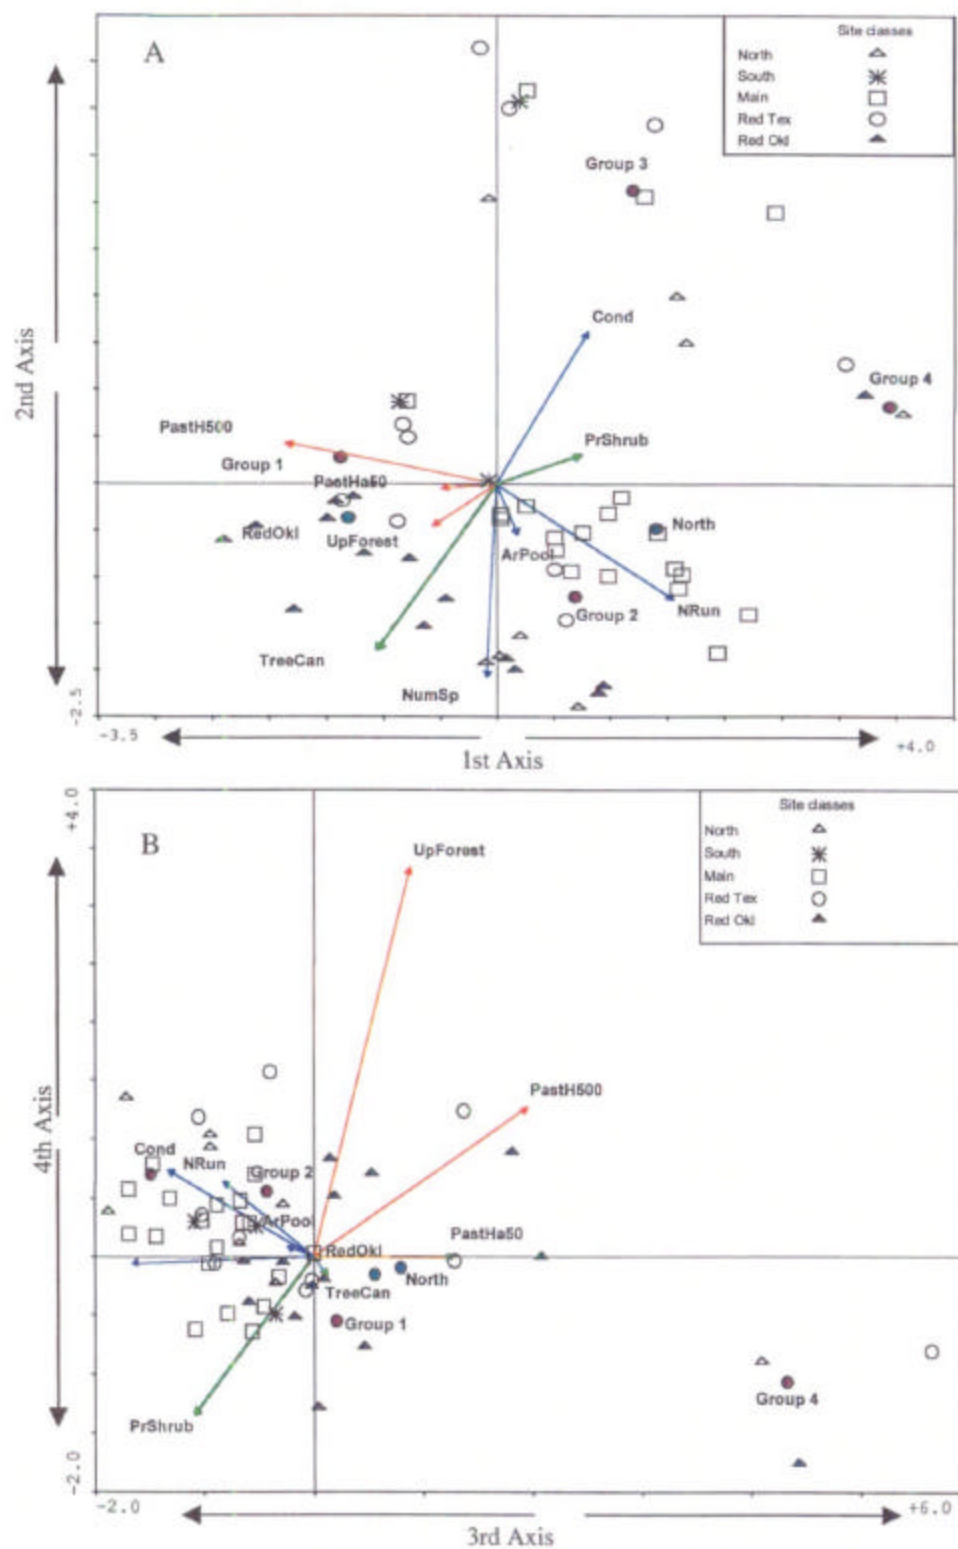 A
Site classes
North
South
Main
Red Tex
Red Okl
Group 3
Cond
Group 4
PastH500
PrShrub
Group 1
PastHa50
North
RedOkl
UpForest
ArPool
Group 2
NRun
TreeCan
NumSp
2nd Axis
-2.5
-3.5
+4.0
1st Axis
+4.0
B
Site classes
North
South
Main
Red Tex
Red Okl
UpForest
PastH500
4th Axis
Cond
NRun
Group 2
ArPool
PastHa50
RedOkl
North
TreeCan
Group 1
Group 4
PrShrub
-2.0
-2.0
+6.0
3rd Axis